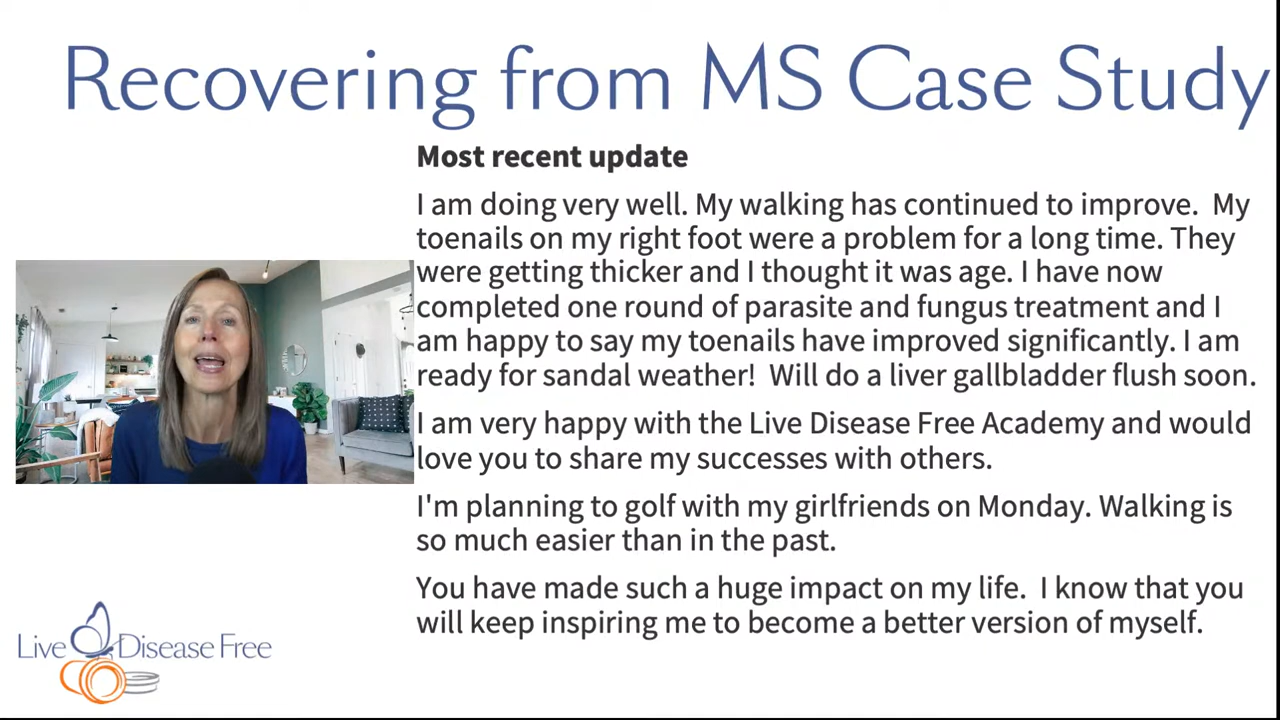 Recovering from MS Case Study
Most recent update
I am doing very well. My walking has continued to improve.  My
toenails on my right foot were a problem for a long time. They
were getting thicker and I thought it was age. I have now
completed one round of parasite and fungus treatment and I
am happy to say my toenails have improved significantly. I am
ready for sandal weather!  Will do a liver gallbladder flush soon.
I am very happy with the Live Disease Free Academy and would
love you to share my successes with others.
I'm planning to golf with my girlfriends on Monday. Walking is
so much easier than in the past.
You have made such a huge impact on my life.  I know that you
will keep inspiring me to become a better version of myself.
Live Disease Free